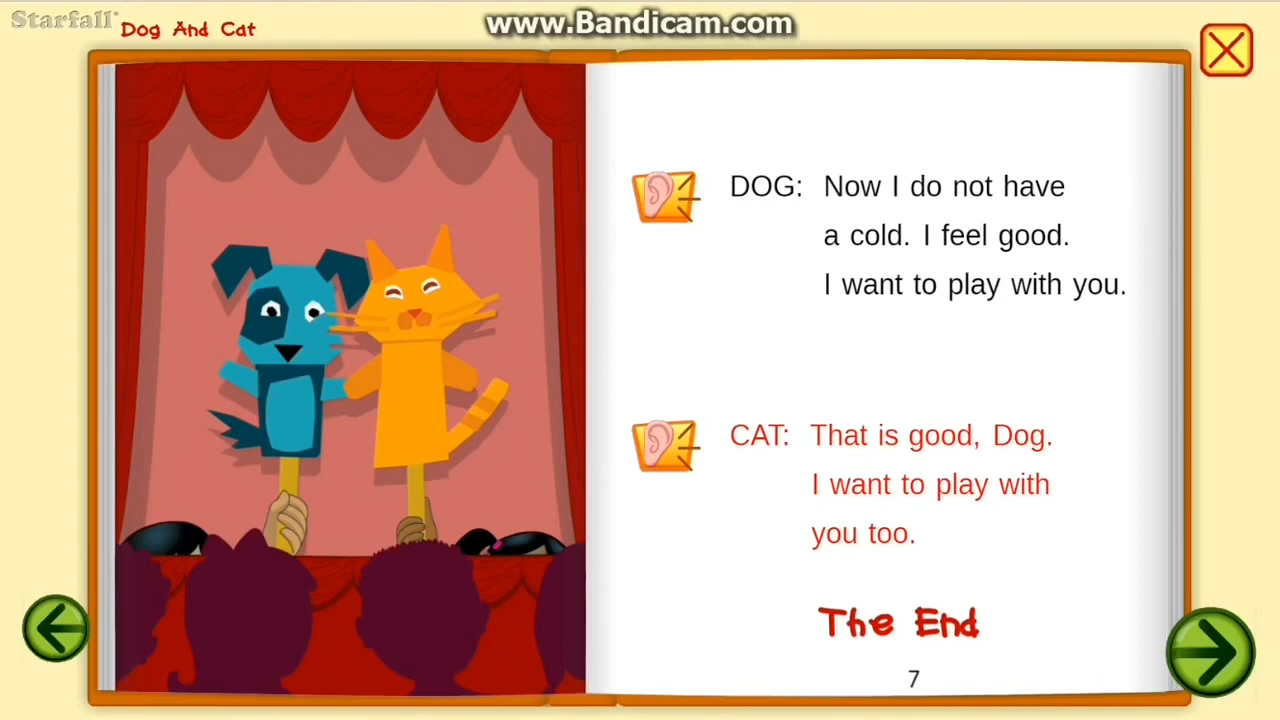 Starfall
Dog And Cat
www.Bandicam.com
DOG: Now I do not have
a cold. I feel good.
I want to play with you.
CAT: That is good, Dog.
I want to play with
you too.
The End
7